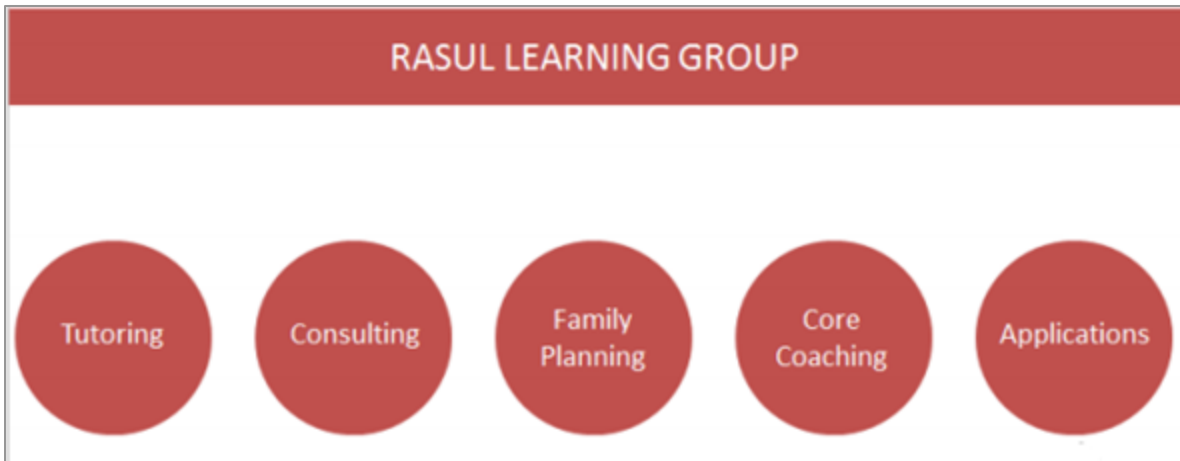 RASUL LEARNING GROUP
Tutoring
Consulting
Family
Planning
Core
Coaching
Applications